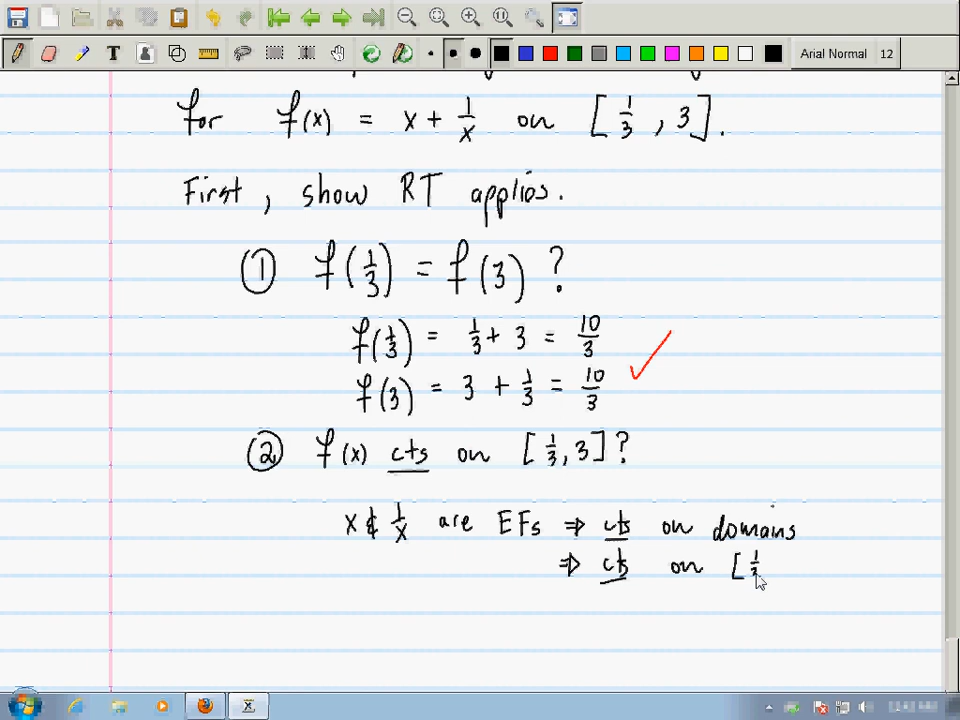 Arial Normal 12
for f(x) = x + 1/x on [1/3, 3].
First, show RT applies.
① f(1/3) = f(3) ?
f(1/3) = 1/3 + 3 = 10/3
f(3) = 3 + 1/3 = 10/3 ✓
② f(x) cts on [1/3, 3]?
x & 1/x are EFs ⇒ cts on domains
⇒ cts on [1/3